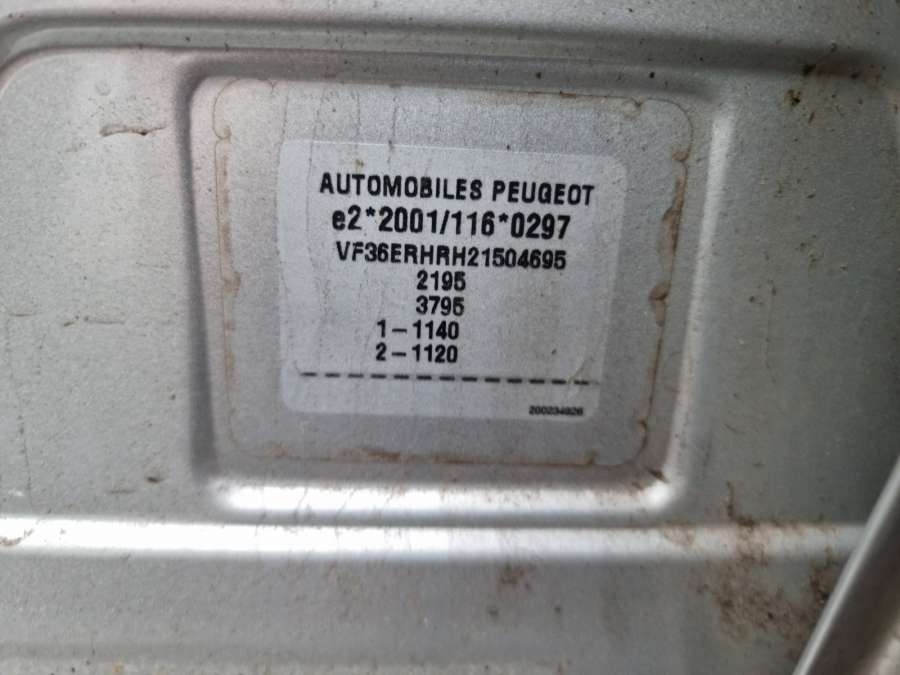 AUTOMOBILES PEUGEOT
e2*2001/116*0297
VF36ERHRH21504695
2195
3795
1-1140
2-1120